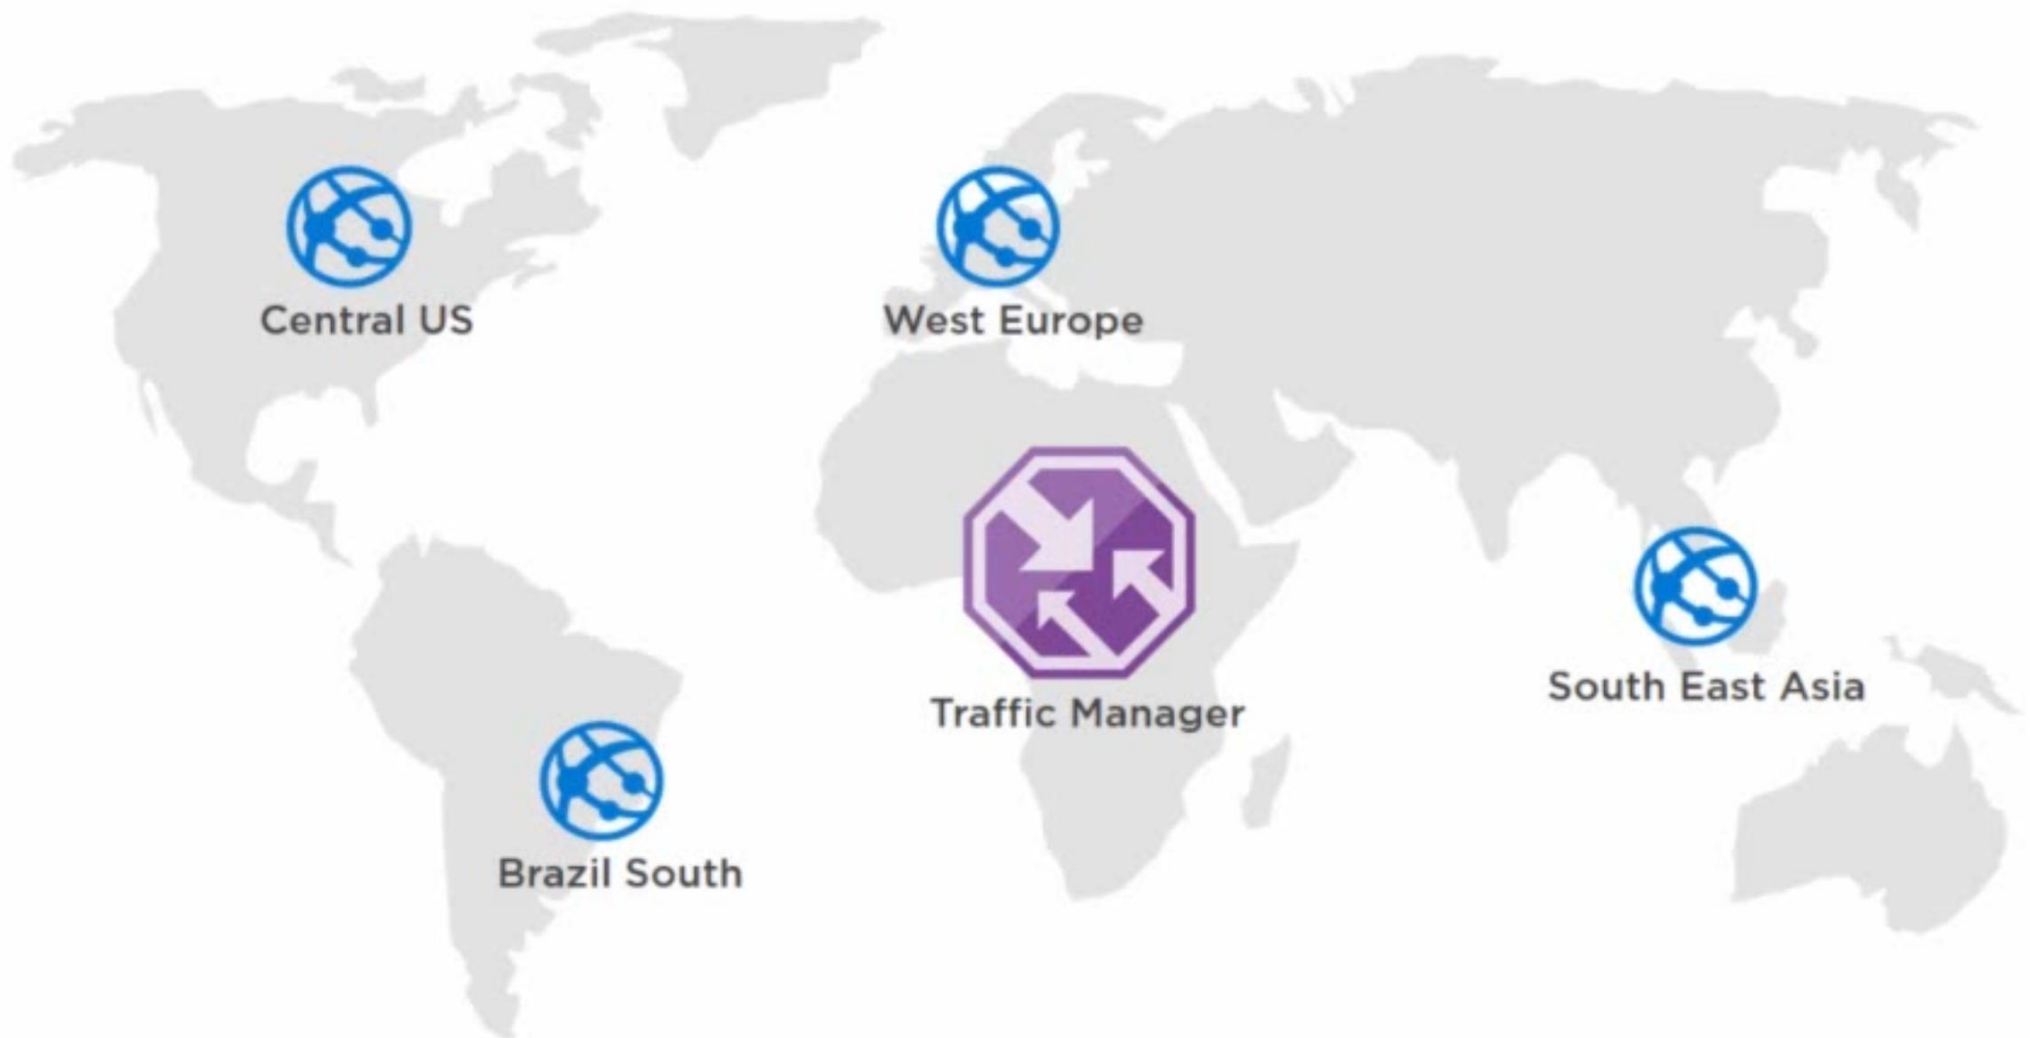 Central US
West Europe
Traffic Manager
South East Asia
Brazil South